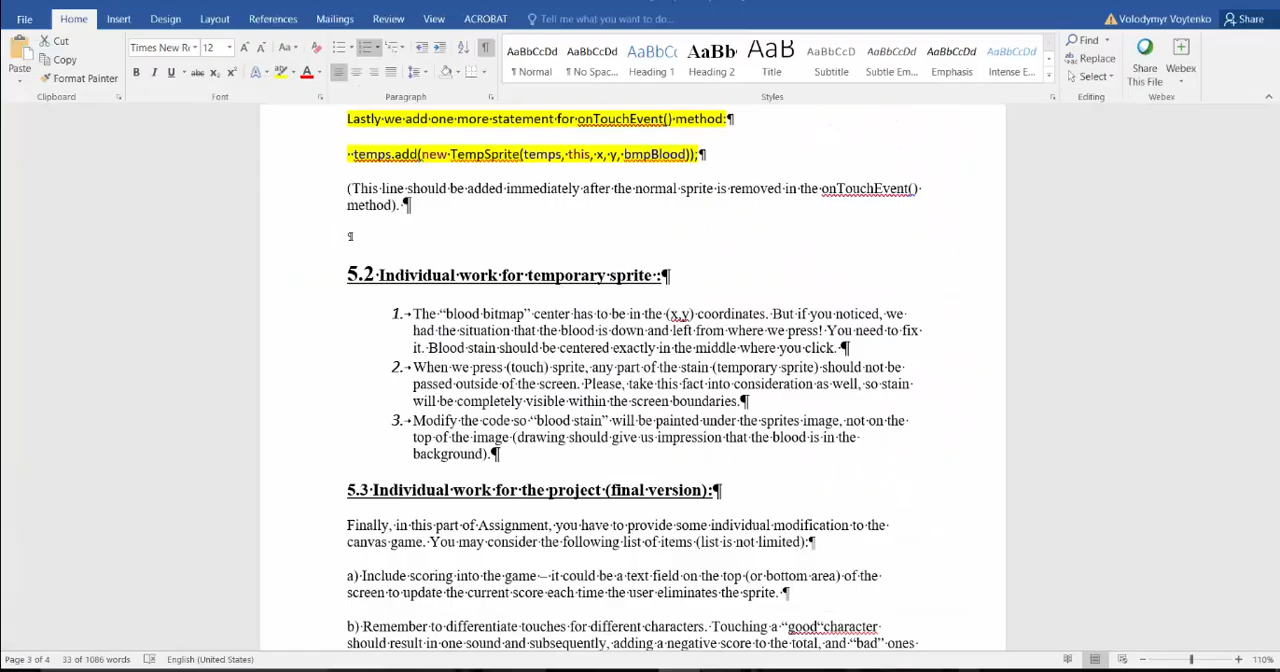 File Home Insert Design Layout References Mailings Review View ACROBAT Tell me what you want to do... Volodymyr Voytenko Share
Paste Cut Copy Format Painter
Times New Ro 12 Aa
B I U abc X₂ X² A A
AaBbCcDd AaBbCcDd AaBbCc AaBb AaB AaBbCcD AaBbCcDd AaBbCcDd AaBbCcDd
¶ Normal ¶ No Spac... Heading 1 Heading 2 Title Subtitle Subtle Em... Emphasis Intense E...
Find Replace Select
Share This File Webex
Clipboard Font Paragraph Styles Editing Webex
Lastly·we·add·one·more·statement·for·onTouchEvent()·method:¶
··temps.add(new·TempSprite(temps,·this,·x,·y,·bmpBlood));¶
(This·line·should·be·added·immediately·after·the·normal·sprite·is·removed·in·the·onTouchEvent()·
method).·¶
¶
5.2·Individual·work·for·temporary·sprite·:¶
1.→The·“blood·bitmap”·center·has·to·be·in·the·(x,y)·coordinates.·But·if·you·noticed,·we·
had·the·situation·that·the·blood·is·down·and·left·from·where·we·press!·You·need·to·fix·
it.·Blood·stain·should·be·centered·exactly·in·the·middle·where·you·click.·¶
2.→When·we·press·(touch)·sprite,·any·part·of·the·stain·(temporary·sprite)·should·not·be·
passed·outside·of·the·screen.·Please,·take·this·fact·into·consideration·as·well,·so·stain·
will·be·completely·visible·within·the·screen·boundaries.¶
3.→Modify·the·code·so·“blood·stain”·will·be·painted·under·the·sprites·image,·not·on·the·
top·of·the·image·(drawing·should·give·us·impression·that·the·blood·is·in·the·
background).¶
5.3·Individual·work·for·the·project·(final·version):¶
Finally,·in·this·part·of·Assignment,·you·have·to·provide·some·individual·modification·to·the·
canvas·game.·You·may·consider·the·following·list·of·items·(list·is·not·limited):¶
a)·Include·scoring·into·the·game·–·it·could·be·a·text·field·on·the·top·(or·bottom·area)·of·the·
screen·to·update·the·current·score·each·time·the·user·eliminates·the·sprite.·¶
b)·Remember·to·differentiate·touches·for·different·characters.·Touching·a·“good“character·
should·result·in·one·sound·and·subsequently,·adding·a·negative·score·to·the·total,·and·“bad”·ones·
Page 3 of 4 33 of 1086 words English (United States) 110%